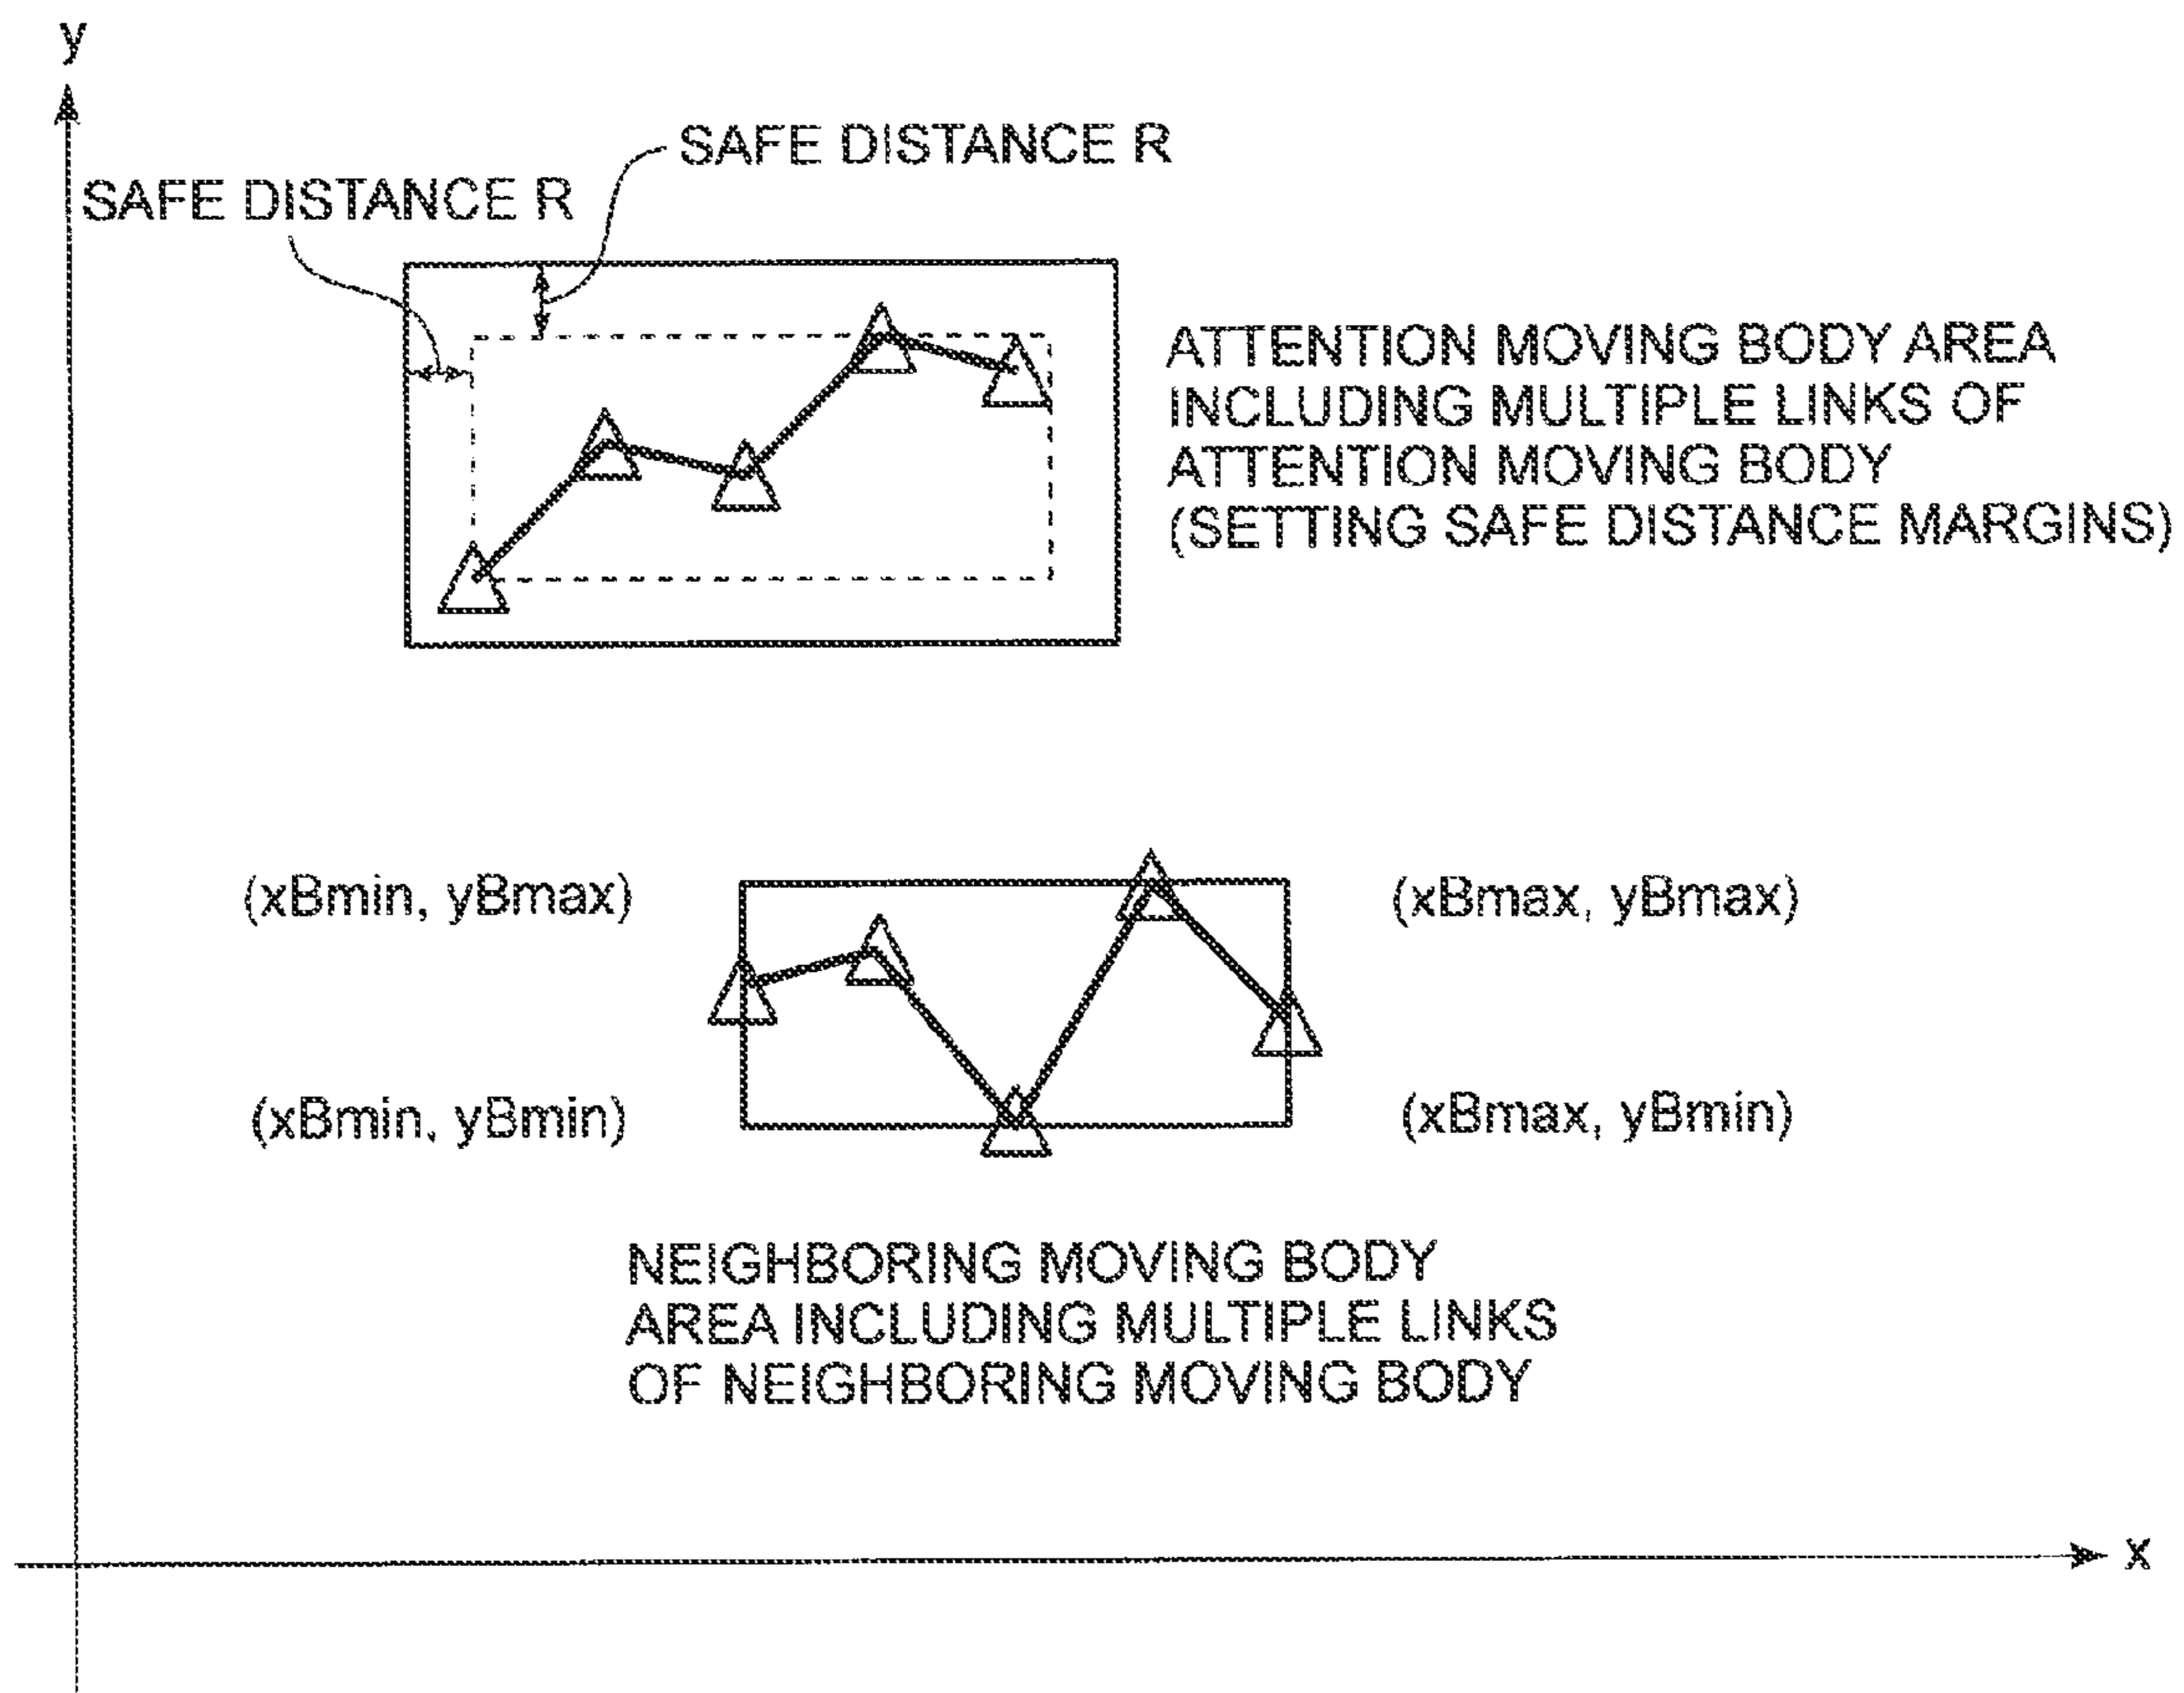 y
SAFE DISTANCE R
SAFE DISTANCE R
ATTENTION MOVING BODY AREA
INCLUDING MULTIPLE LINKS OF
ATTENTION MOVING BODY
(SETTING SAFE DISTANCE MARGINS)
(xBmin, yBmax)
(xBmax, yBmax)
(xBmin, yBmin)
(xBmax, yBmin)
NEIGHBORING MOVING BODY
AREA INCLUDING MULTIPLE LINKS
OF NEIGHBORING MOVING BODY
x